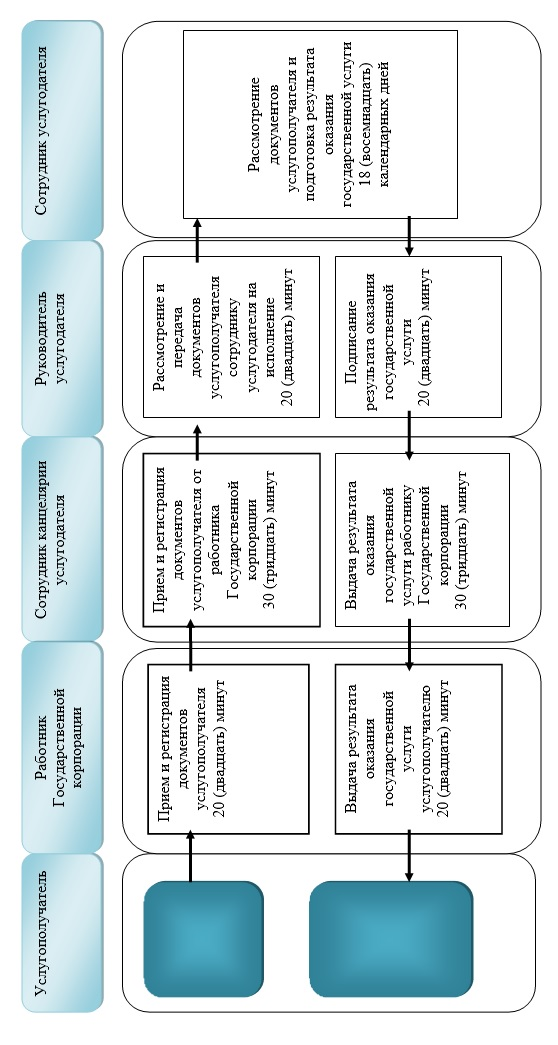 Услугополучатель
Работник
Государственной
корпорации
Сотрудник канцелярии
услугодателя
Руководитель
услугодателя
Сотрудник услугодателя
Прием и регистрация
документов
услугополучателя
20 (двадцать) минут
Прием и регистрация
документов
услугополучателя от
работника
Государственной
корпорации
30 (тридцать) минут
Рассмотрение и
передача
документов
услугополучателя
сотруднику
услугодателя на
исполнение
20 (двадцать) минут
Рассмотрение
документов
услугополучателя и
подготовка результата
оказания
государственной услуги
18 (восемнадцать)
календарных дней
Подписание
результата оказания
государственной
услуги
20 (двадцать) минут
Выдача результата
оказания
государственной
услуги работнику
Государственной
корпорации
30 (тридцать) минут
Выдача результата
оказания
государственной
услуги
услугополучателю
20 (двадцать) минут